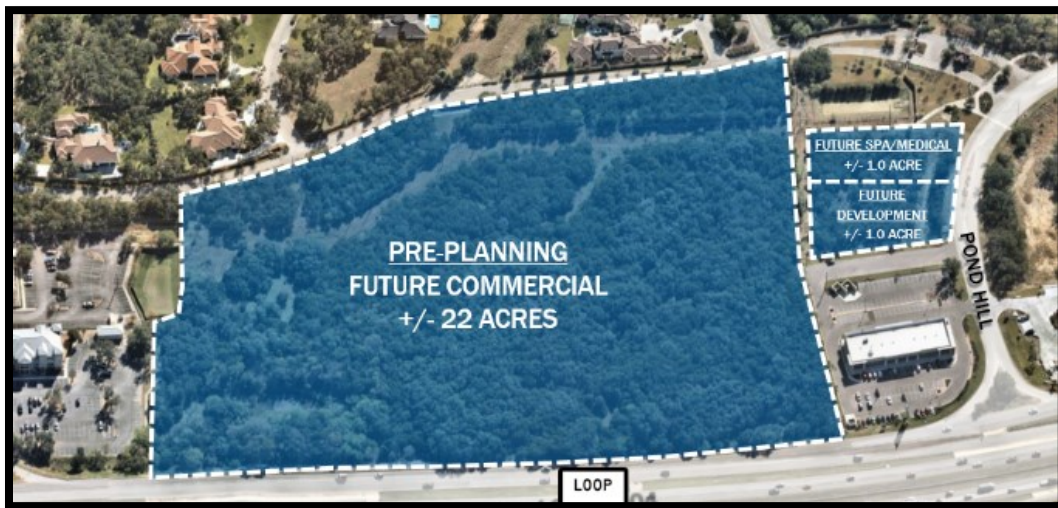 PRE-PLANNING
FUTURE COMMERCIAL
+/- 22 ACRES
FUTURE SPA/MEDICAL
+/- 1.0 ACRE
FUTURE
DEVELOPMENT
+/- 1.0 ACRE
POND HILL
LOOP